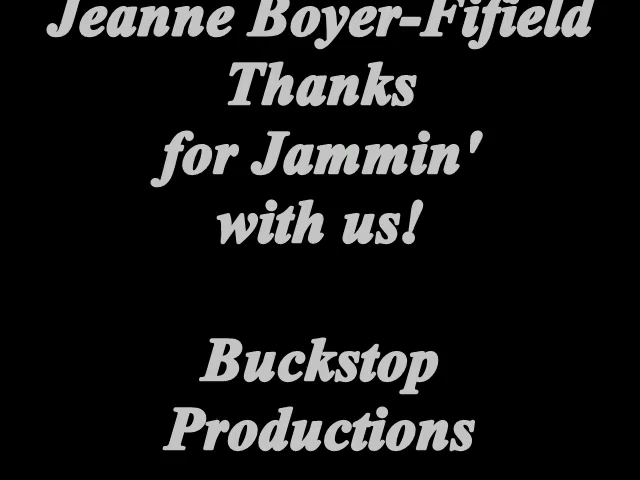 Jeanne Boyer-Fifield
Thanks
for Jammin'
with us!
Buckstop
Productions